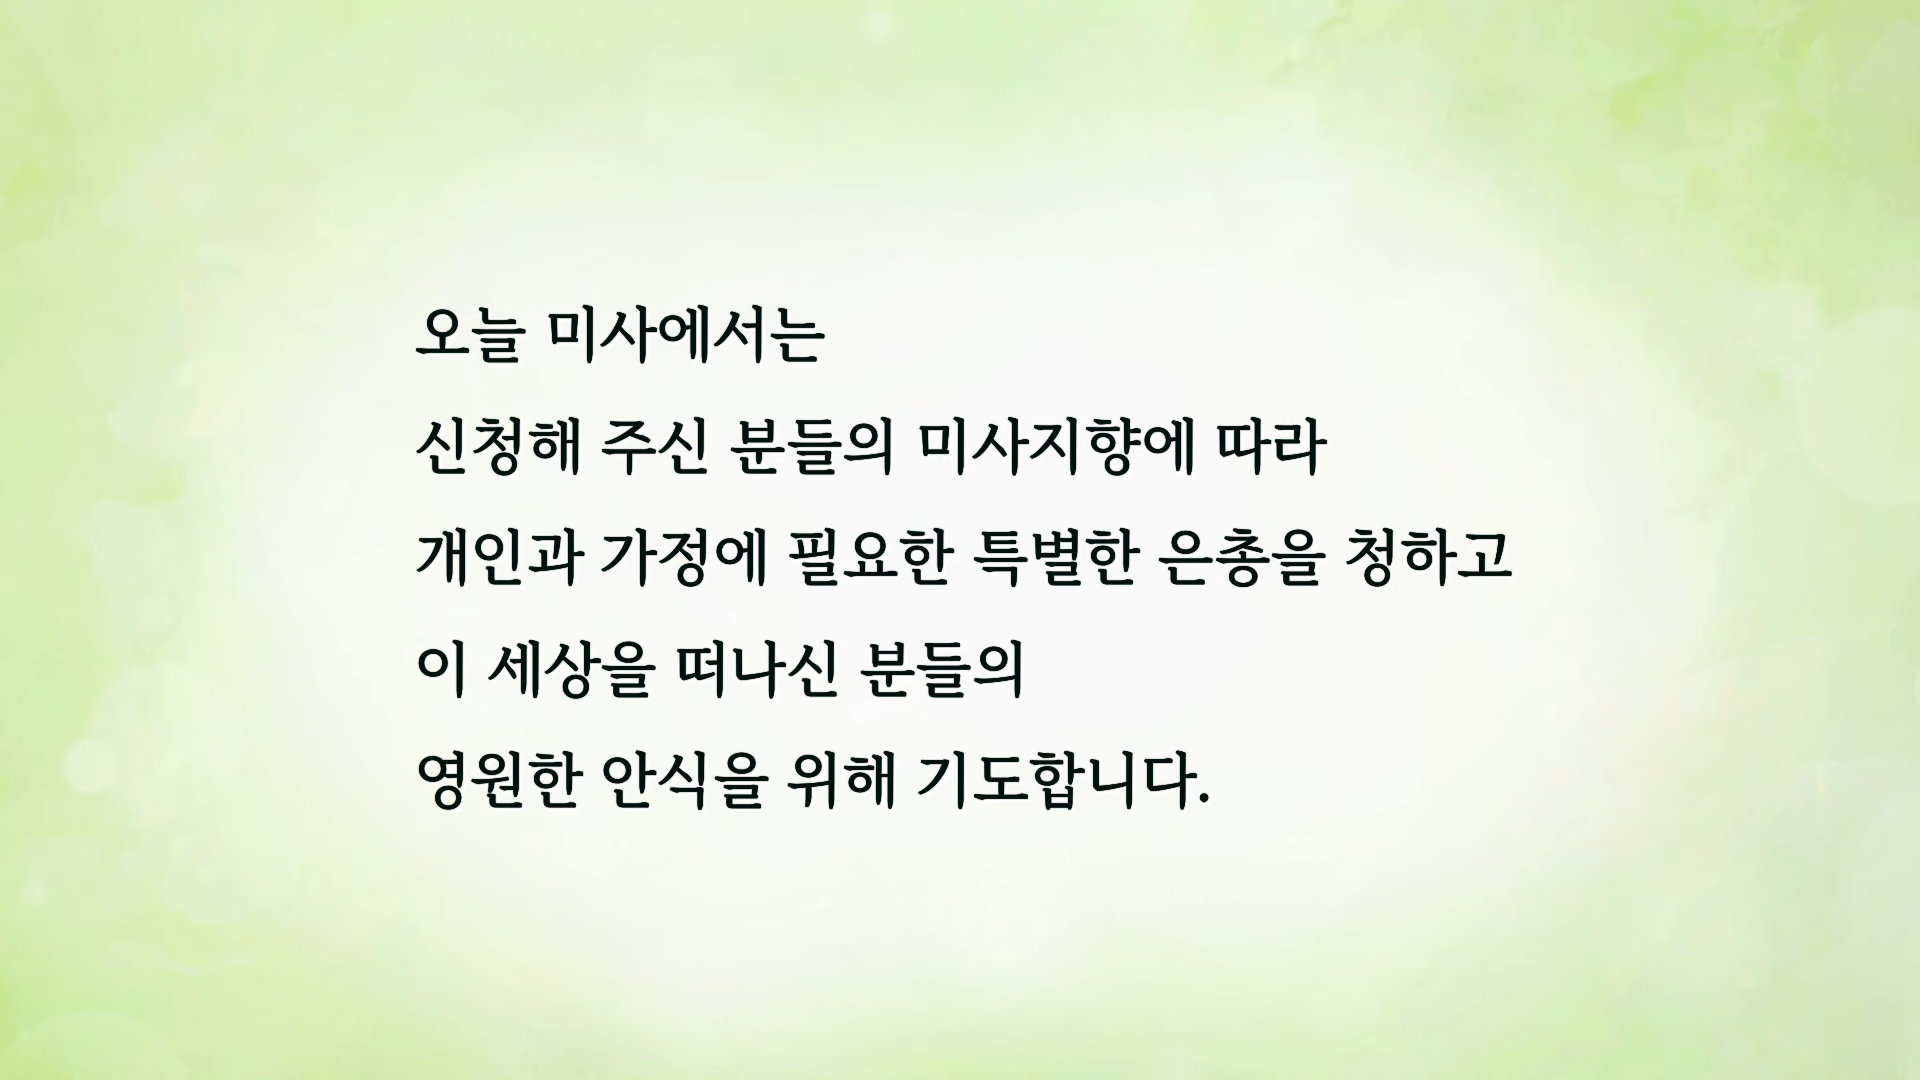 오늘 미사에서는
신청해 주신 분들의 미사지향에 따라
개인과 가정에 필요한 특별한 은총을 청하고
이 세상을 떠나신 분들의
영원한 안식을 위해 기도합니다.